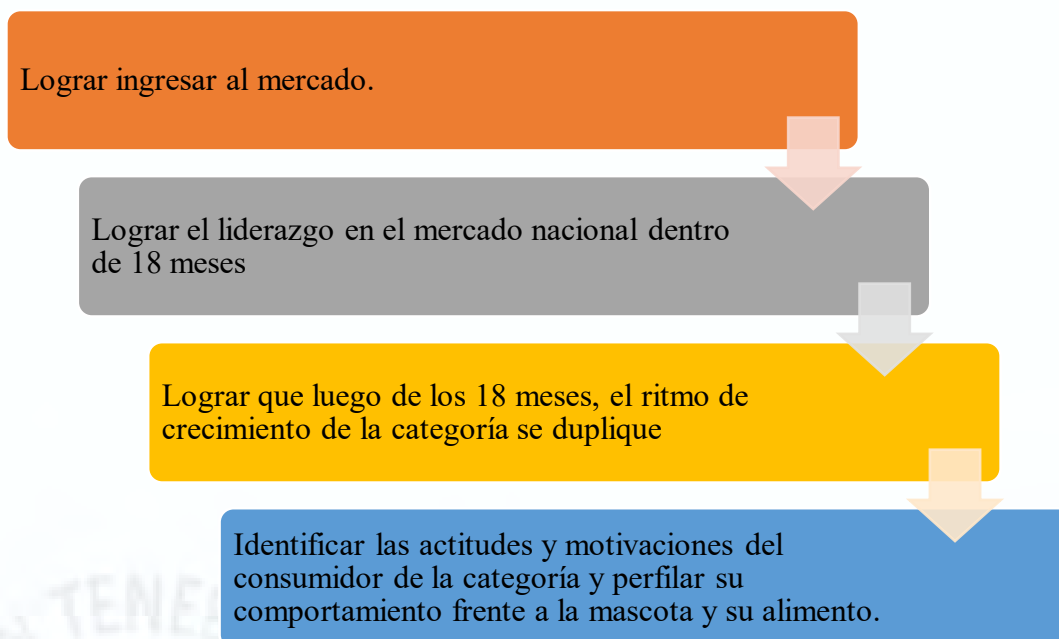 Lograr ingresar al mercado.
Lograr el liderazgo en el mercado nacional dentro
de 18 meses
Lograr que luego de los 18 meses, el ritmo de
crecimiento de la categoría se duplique
Identificar las actitudes y motivaciones del
consumidor de la categoría y perfilar su
comportamiento frente a la mascota y su alimento.